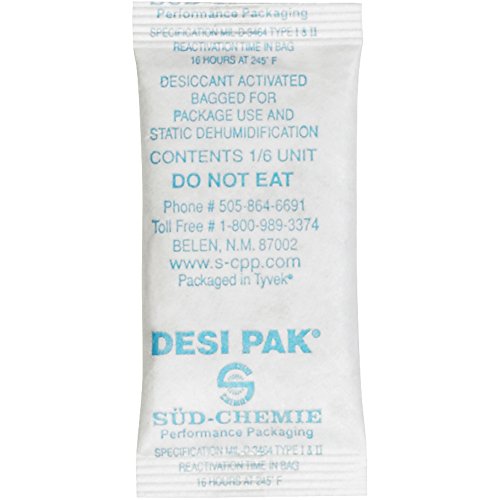 Performance Packaging
SPECIFICATION MIL-D-3464 TYPE I & II
REACTIVATION TIME IN BAG
16 HOURS AT 245° F
DESICCANT ACTIVATED
BAGGED FOR
PACKAGE USE AND
STATIC DEHUMIDIFICATION
CONTENTS 1/6 UNIT
DO NOT EAT
Phone # 505-864-6691
Toll Free # 1-800-989-3374
BELEN, N.M. 87002
www.s-cpp.com
Packaged in Tyvek®
DESI PAK®
SÜD-CHEMIE
Performance Packaging
SPECIFICATION MIL-D-3464 TYPE I & II
REACTIVATION TIME IN BAG
16 HOURS AT 245° F